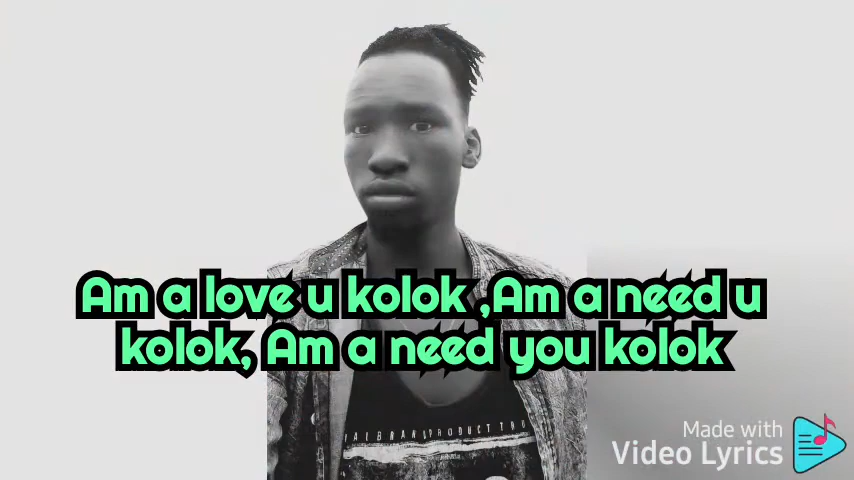 Am a love u kolok ,Am a need u
kolok, Am a need you kolok
Made with
Video Lyrics